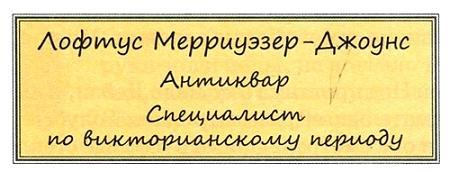 Лофтус Мерриуэзер-Джоунс
Антиквар
Специалист
по викторианскому периоду